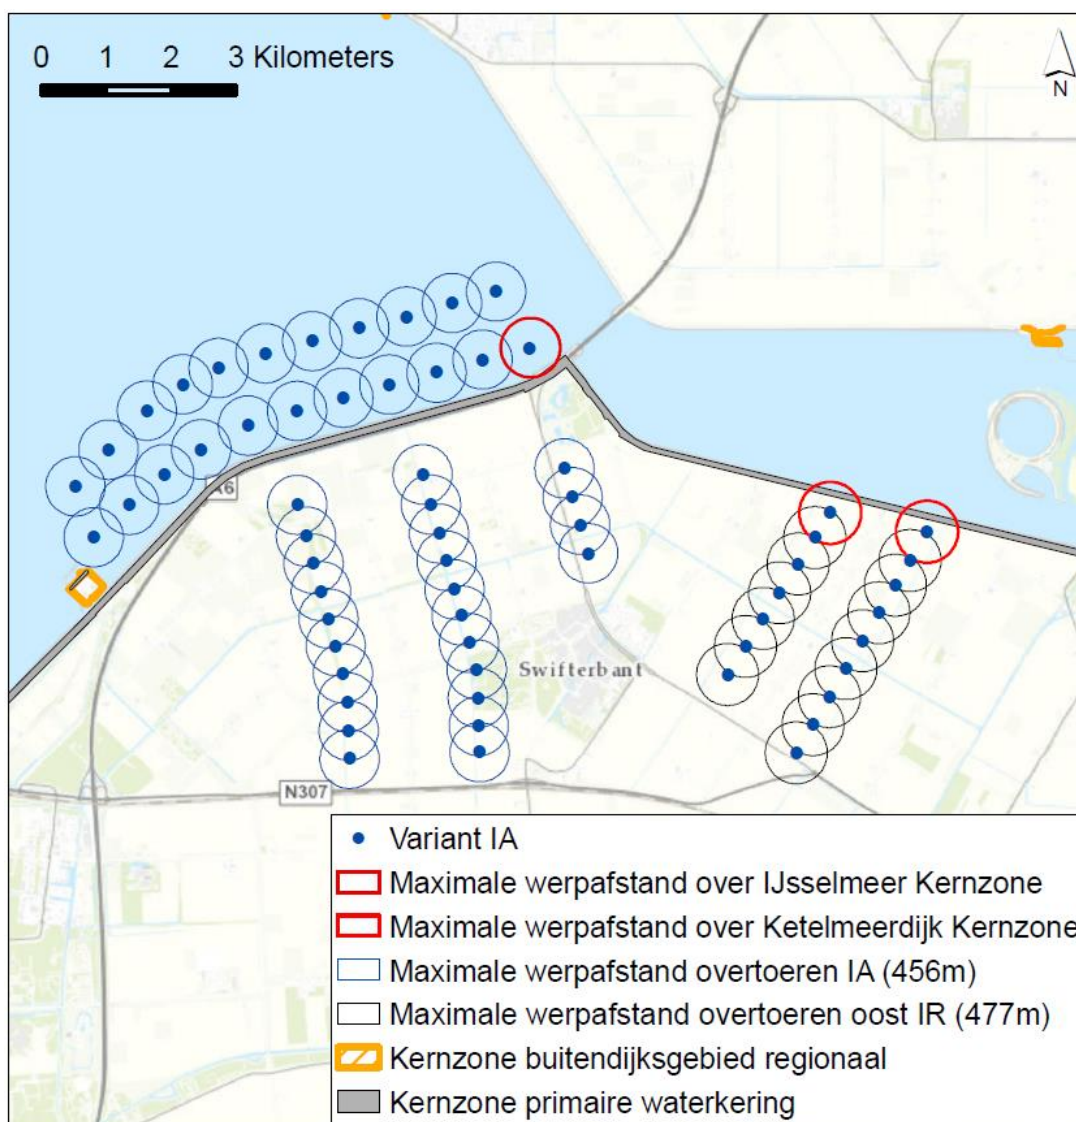 0 1 2 3 Kilometers
N
A6
Swifterbant
N307
Variant IA
Maximale werpafstand over IJsselmeer Kernzone
Maximale werpafstand over Ketelmeerdijk Kernzone
Maximale werpafstand overtoeren IA (456m)
Maximale werpafstand overtoeren oost IR (477m)
Kernzone buitendijksgebied regionaal
Kernzone primaire waterkering